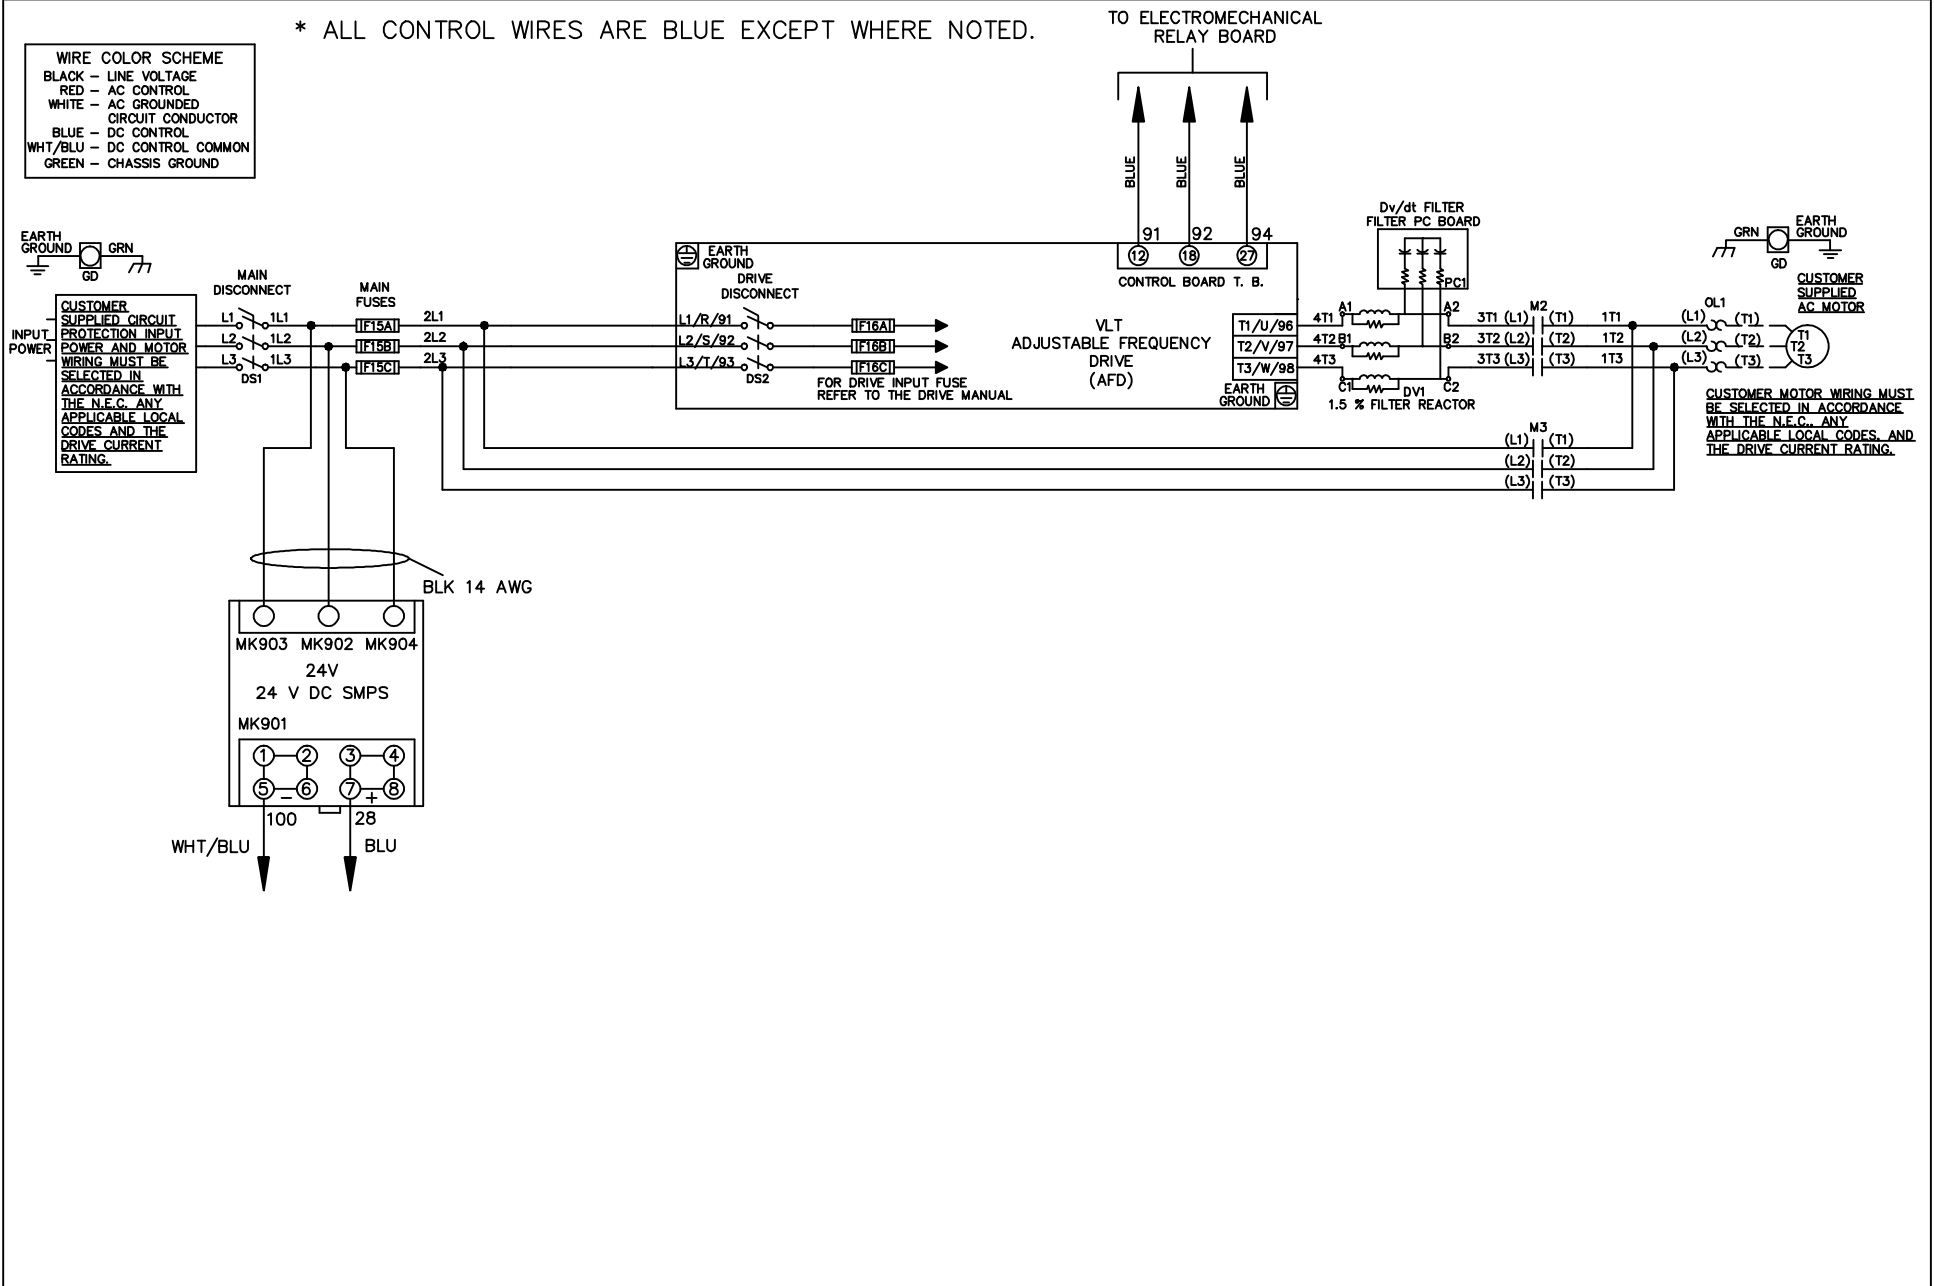 * ALL CONTROL WIRES ARE BLUE EXCEPT WHERE NOTED.
WIRE COLOR SCHEME
BLACK – LINE VOLTAGE
RED – AC CONTROL
WHITE – AC GROUNDED
CIRCUIT CONDUCTOR
BLUE – DC CONTROL
WHT/BLU – DC CONTROL COMMON
GREEN – CHASSIS GROUND
TO ELECTROMECHANICAL
RELAY BOARD
BLUE
BLUE
BLUE
91 92 94
12 18 27
CONTROL BOARD T. B.
EARTH
GROUND
GRN
GD
INPUT
POWER
CUSTOMER
SUPPLIED CIRCUIT
PROTECTION INPUT
POWER AND MOTOR
WIRING MUST BE
SELECTED IN
ACCORDANCE WITH
THE N.E.C. ANY
APPLICABLE LOCAL
CODES AND THE
DRIVE CURRENT
RATING.
MAIN
DISCONNECT
L1 1L1
L2 1L2
L3 1L3
DS1
MAIN
FUSES
F15A
F15B
F15C
2L1
2L2
2L3
EARTH
GROUND
DRIVE
DISCONNECT
L1/R/91
L2/S/92
L3/T/93
DS2
F16A
F16B
F16C
FOR DRIVE INPUT FUSE
REFER TO THE DRIVE MANUAL
VLT
ADJUSTABLE FREQUENCY
DRIVE
(AFD)
T1/U/96
T2/V/97
T3/W/98
EARTH
GROUND
Dv/dt FILTER
FILTER PC BOARD
PC1
4T1 A1 A2
4T2 B1 B2
4T3
C1 C2
DV1
1.5 % FILTER REACTOR
M2
3T1 (L1) (T1) 1T1
3T2 (L2) (T2) 1T2
3T3 (L3) (T3) 1T3
M3
(L1) (T1)
(L2) (T2)
(L3) (T3)
OL1
(L1) (T1)
(L2) (T2)
(L3) (T3)
T1
T2
T3
GRN
EARTH
GROUND
GD
CUSTOMER
SUPPLIED
AC MOTOR
CUSTOMER MOTOR WIRING MUST
BE SELECTED IN ACCORDANCE
WITH THE N.E.C., ANY
APPLICABLE LOCAL CODES, AND
THE DRIVE CURRENT RATING.
BLK 14 AWG
MK903 MK902 MK904
24V
24 V DC SMPS
MK901
1 2 3 4
5 6 7 8
– +
100 28
WHT/BLU BLU